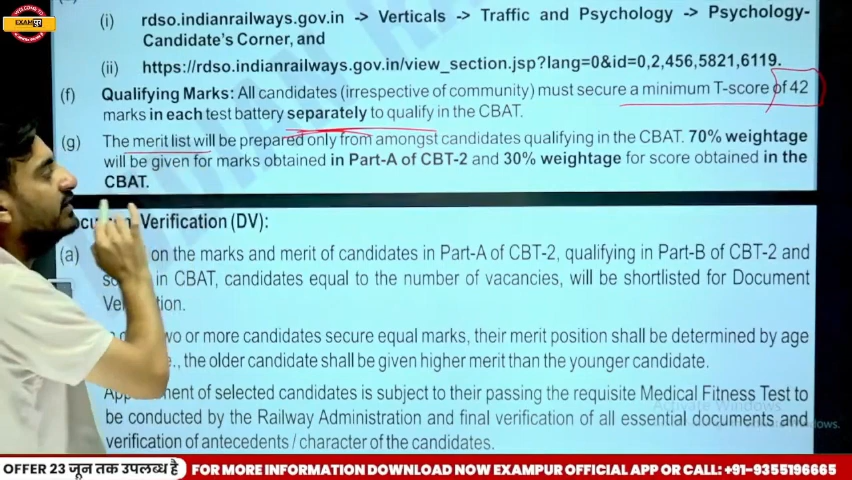 EXAMपुर
(i) rdso.indianrailways.gov.in -> Verticals -> Traffic and Psychology -> Psychology-
Candidate's Corner, and
(ii) https://rdso.indianrailways.gov.in/view_section.jsp?lang=0&id=0,2,456,5821,6119.
(f) Qualifying Marks: All candidates (irrespective of community) must secure a minimum T-score of 42
marks in each test battery separately to qualify in the CBAT.
(g) The merit list will be prepared only from amongst candidates qualifying in the CBAT. 70% weightage
will be given for marks obtained in Part-A of CBT-2 and 30% weightage for score obtained in the
CBAT.
Verification (DV):
(a) on the marks and merit of candidates in Part-A of CBT-2, qualifying in Part-B of CBT-2 and
in CBAT, candidates equal to the number of vacancies, will be shortlisted for Document
two or more candidates secure equal marks, their merit position shall be determined by age
the older candidate shall be given higher merit than the younger candidate.
of selected candidates is subject to their passing the requisite Medical Fitness Test to
be conducted by the Railway Administration and final verification of all essential documents and
verification of antecedents / character of the candidates.
Activate Windows
OFFER 23 जून तक उपलब्ध है FOR MORE INFORMATION DOWNLOAD NOW EXAMPUR OFFICIAL APP OR CALL: +91-9355196665